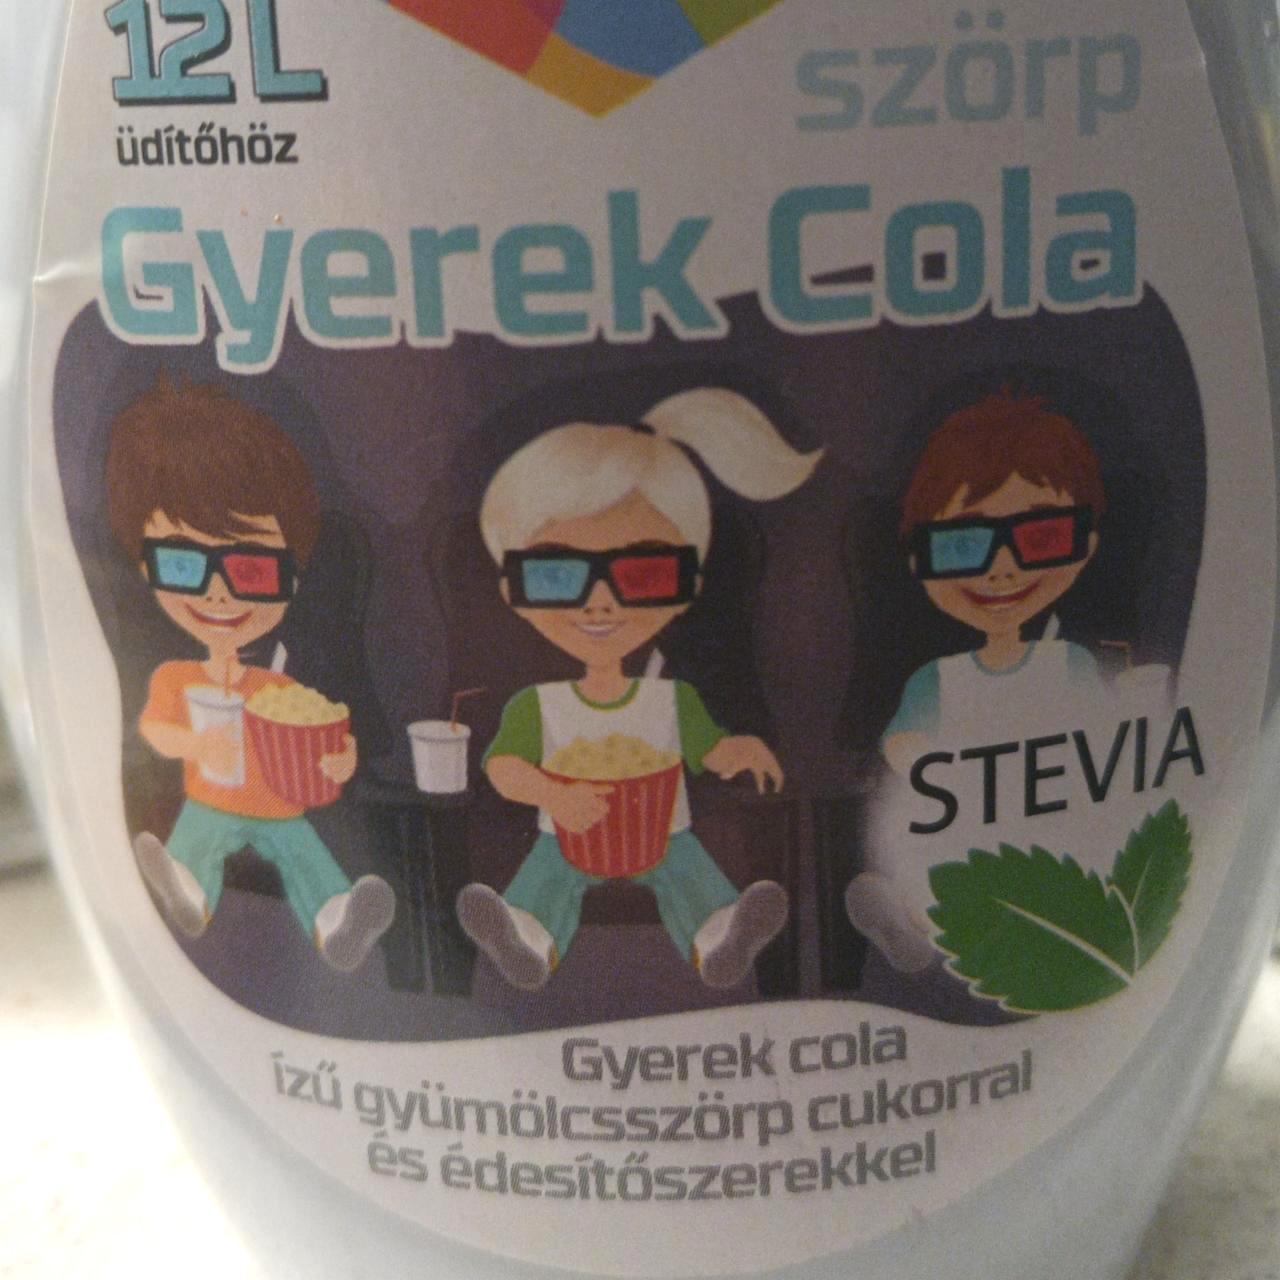 12L
üdítőhöz
szörp
Gyerek Cola
STEVIA
Gyerek cola
ízű gyümölcsszörp cukorral
és édesítőszerekkel